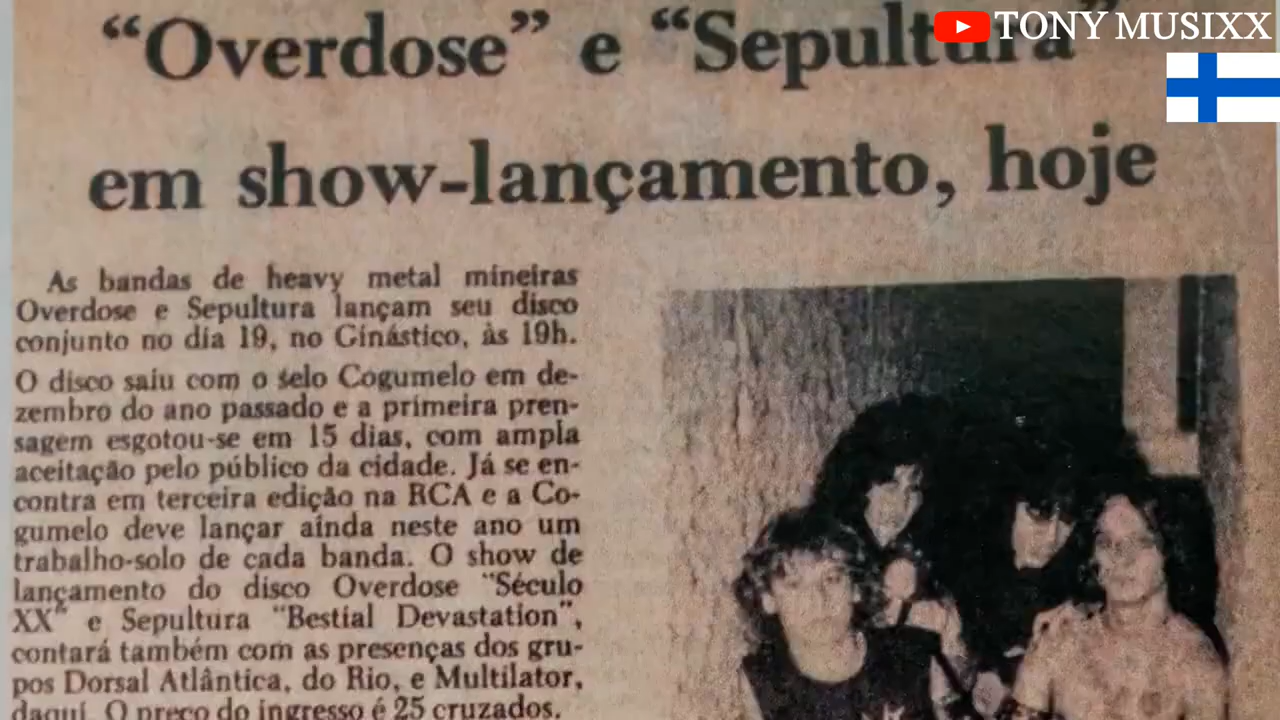 “Overdose” e “Sepultura”
TONY MUSIXX
em show-lançamento, hoje
As bandas de heavy metal mineiras
Overdose e Sepultura lançam seu disco
conjunto no dia 19, no Ginástico, às 19h.
O disco saiu com o selo Cogumelo em de-
zembro do ano passado e a primeira pren-
sagem esgotou-se em 15 dias, com ampla
aceitação pelo público da cidade. Já se en-
contra em terceira edição na RCA e a Co-
gumelo deve lançar ainda neste ano um
trabalho-solo de cada banda. O show de
lançamento do disco Overdose "Século
XX" e Sepultura "Bestial Devastation",
contará também com as presenças dos gru-
pos Dorsal Atlântica, do Rio, e Multilator,
daqui. O preço do ingresso é 25 cruzados.